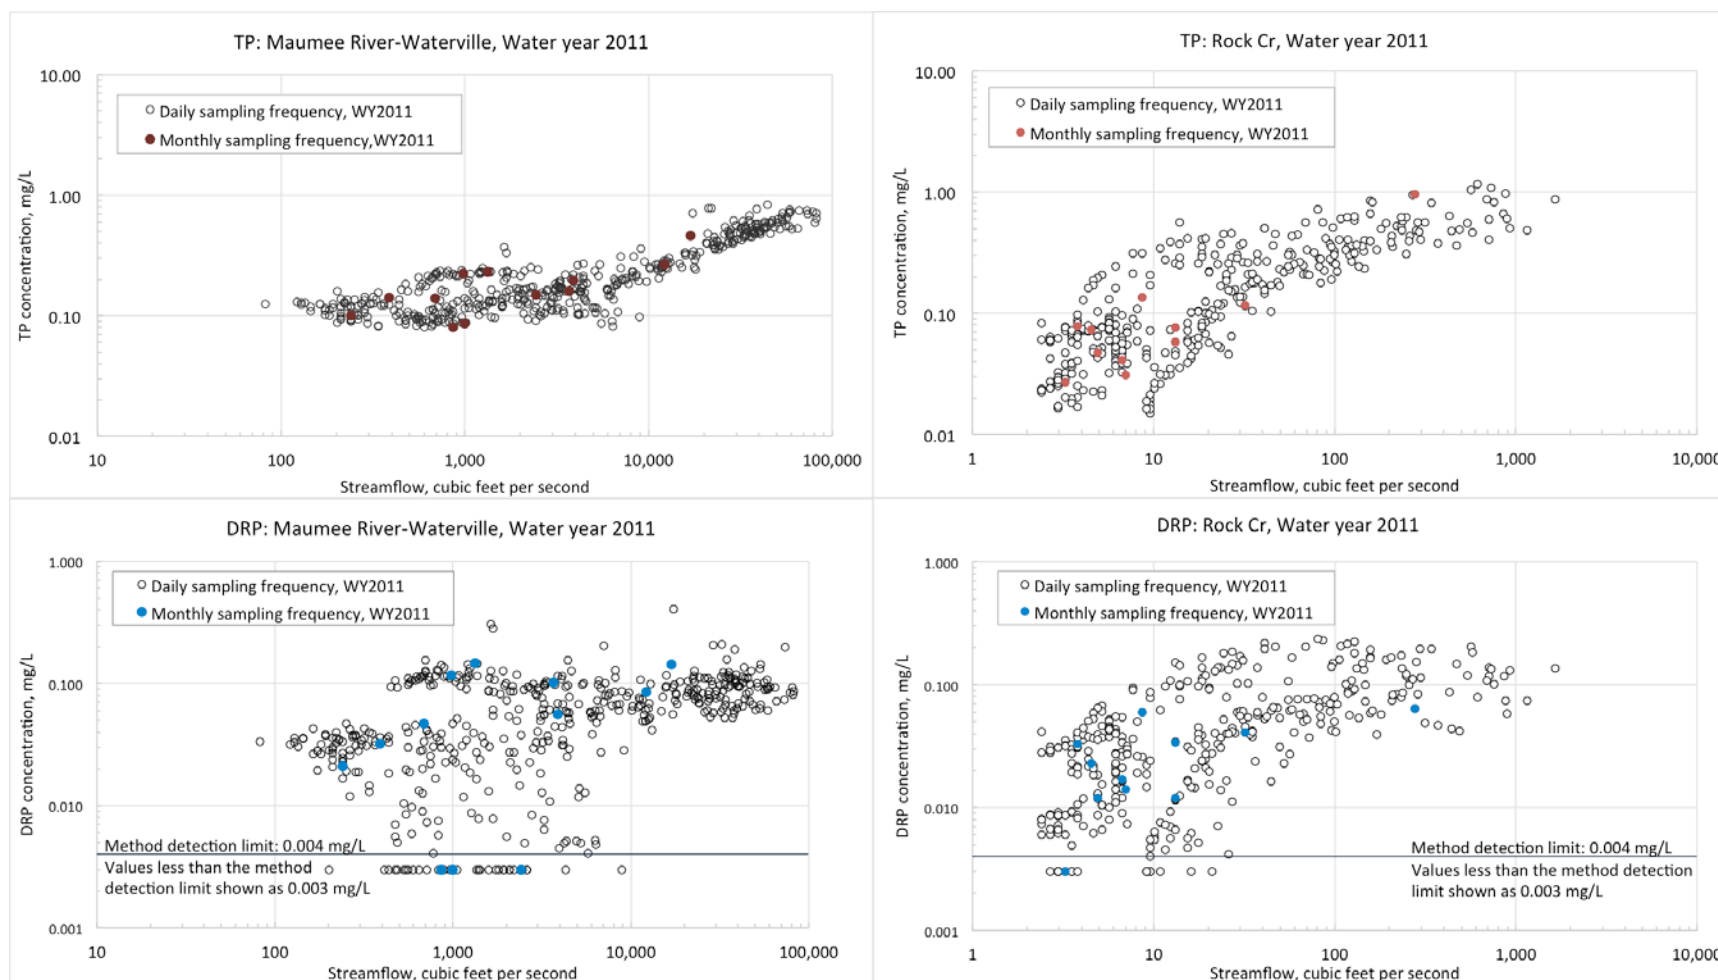 TP: Maumee River-Waterville, Water year 2011
10.00
1.00
0.10
0.01
TP concentration, mg/L
Daily sampling frequency, WY2011
Monthly sampling frequency,WY2011
10
100
1,000
10,000
100,000
Streamflow, cubic feet per second
TP: Rock Cr, Water year 2011
10.00
1.00
0.10
0.01
TP concentration, mg/L
Daily sampling frequency, WY2011
Monthly sampling frequency, WY2011
1
10
100
1,000
10,000
Streamflow, cubic feet per second
DRP: Maumee River-Waterville, Water year 2011
1.000
0.100
0.010
0.001
DRP concentration, mg/L
Daily sampling frequency, WY2011
Monthly sampling frequency, WY2011
Method detection limit: 0.004 mg/L
Values less than the method
detection limit shown as 0.003 mg/L
10
100
1,000
10,000
100,000
Streamflow, cubic feet per second
DRP: Rock Cr, Water year 2011
1.000
0.100
0.010
0.001
DRP concentration, mg/L
Daily sampling frequency, WY2011
Monthly sampling frequency, WY2011
Method detection limit: 0.004 mg/L
Values less than the method detection
limit shown as 0.003 mg/L
1
10
100
1,000
10,000
Streamflow, cubic feet per second